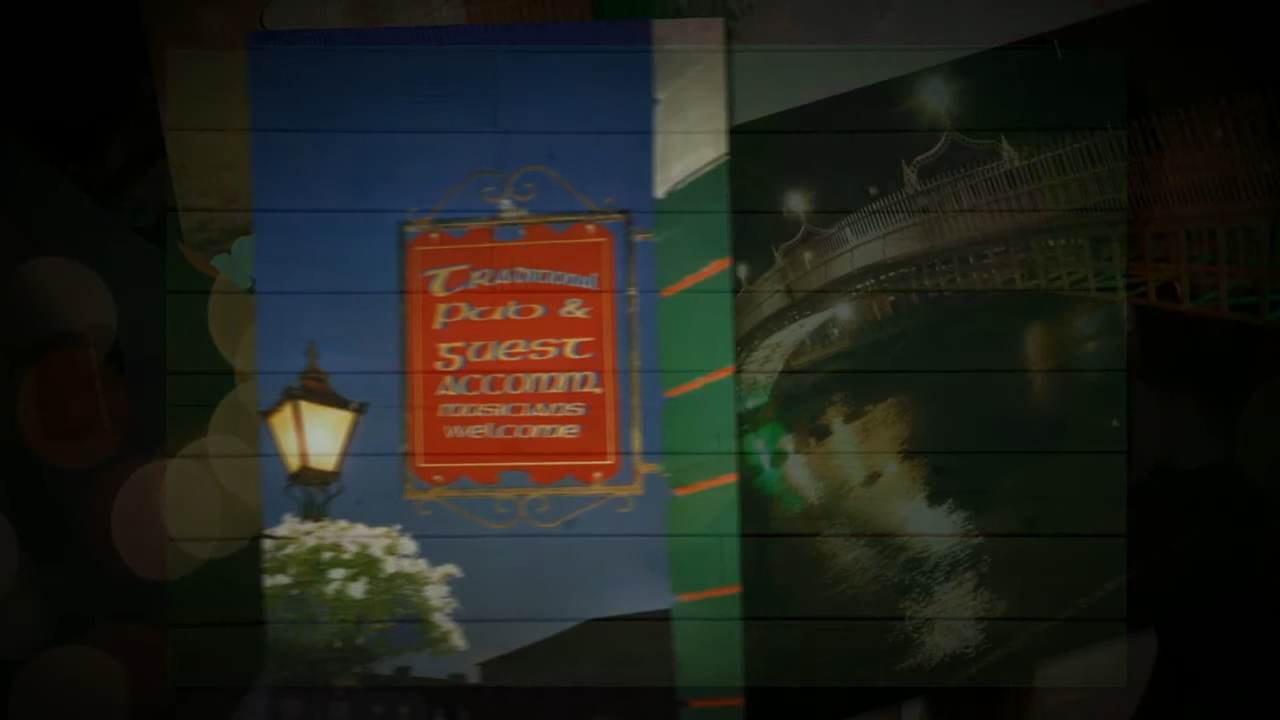 Traditional
Pub &
guest
accomm.
musicians
welcome